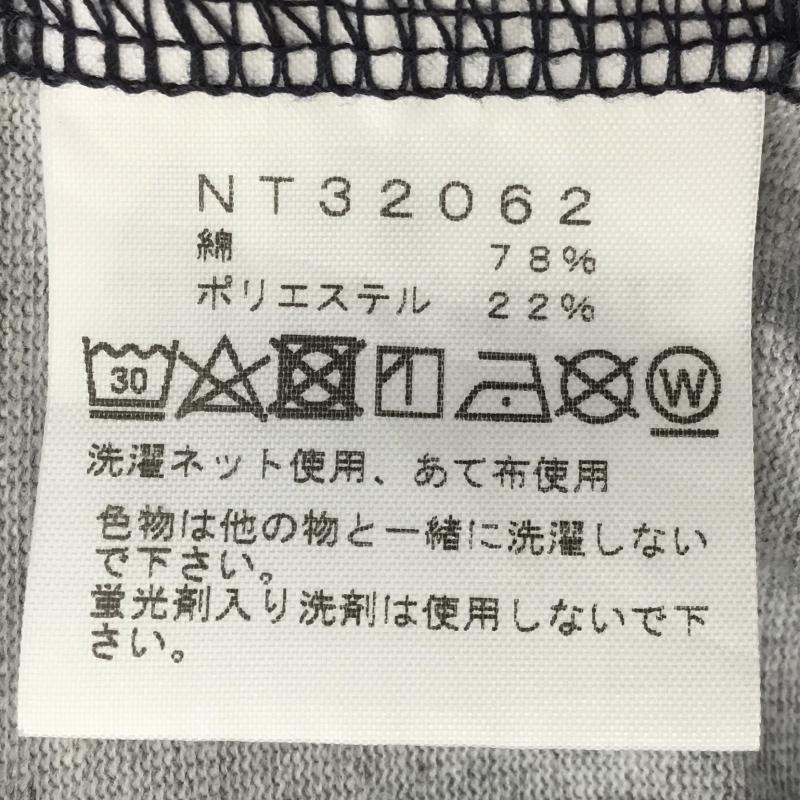 NT32062
綿 78%
ポリエステル 22%
30 W
洗濯ネット使用、あて布使用
色物は他の物と一緒に洗濯しない
で下さい。
蛍光剤入り洗剤は使用しないで下
さい。